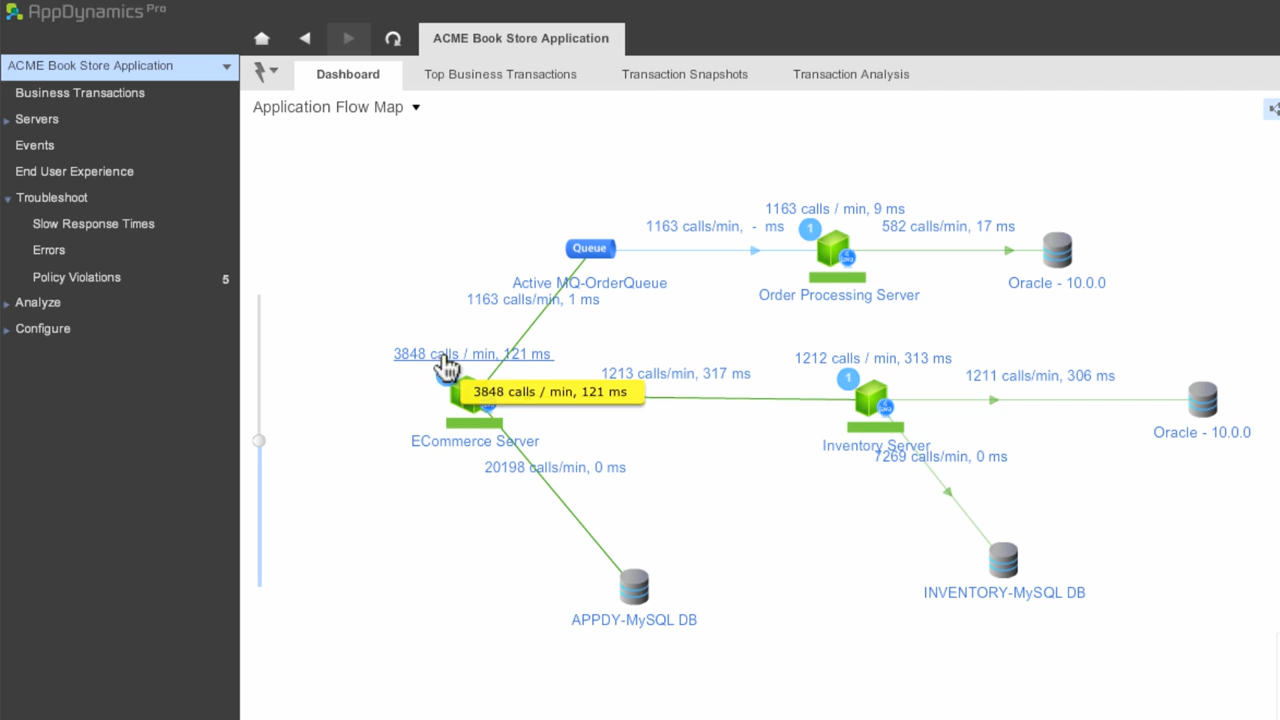 AppDynamics Pro
ACME Book Store Application
ACME Book Store Application
Business Transactions
Servers
Events
End User Experience
Troubleshoot
Slow Response Times
Errors
Policy Violations 5
Analyze
Configure
Dashboard
Top Business Transactions
Transaction Snapshots
Transaction Analysis
Application Flow Map
1163 calls / min, 9 ms
1163 calls/min, - ms
1
582 calls/min, 17 ms
Queue
Active MQ-OrderQueue
Order Processing Server
Oracle - 10.0.0
1163 calls/min, 1 ms
3848 calls / min, 121 ms
3848 calls / min, 121 ms
ECommerce Server
1213 calls/min, 317 ms
1212 calls / min, 313 ms
1
1211 calls/min, 306 ms
Inventory Server
Oracle - 10.0.0
7269 calls/min, 0 ms
20198 calls/min, 0 ms
INVENTORY-MySQL DB
APPDY-MySQL DB